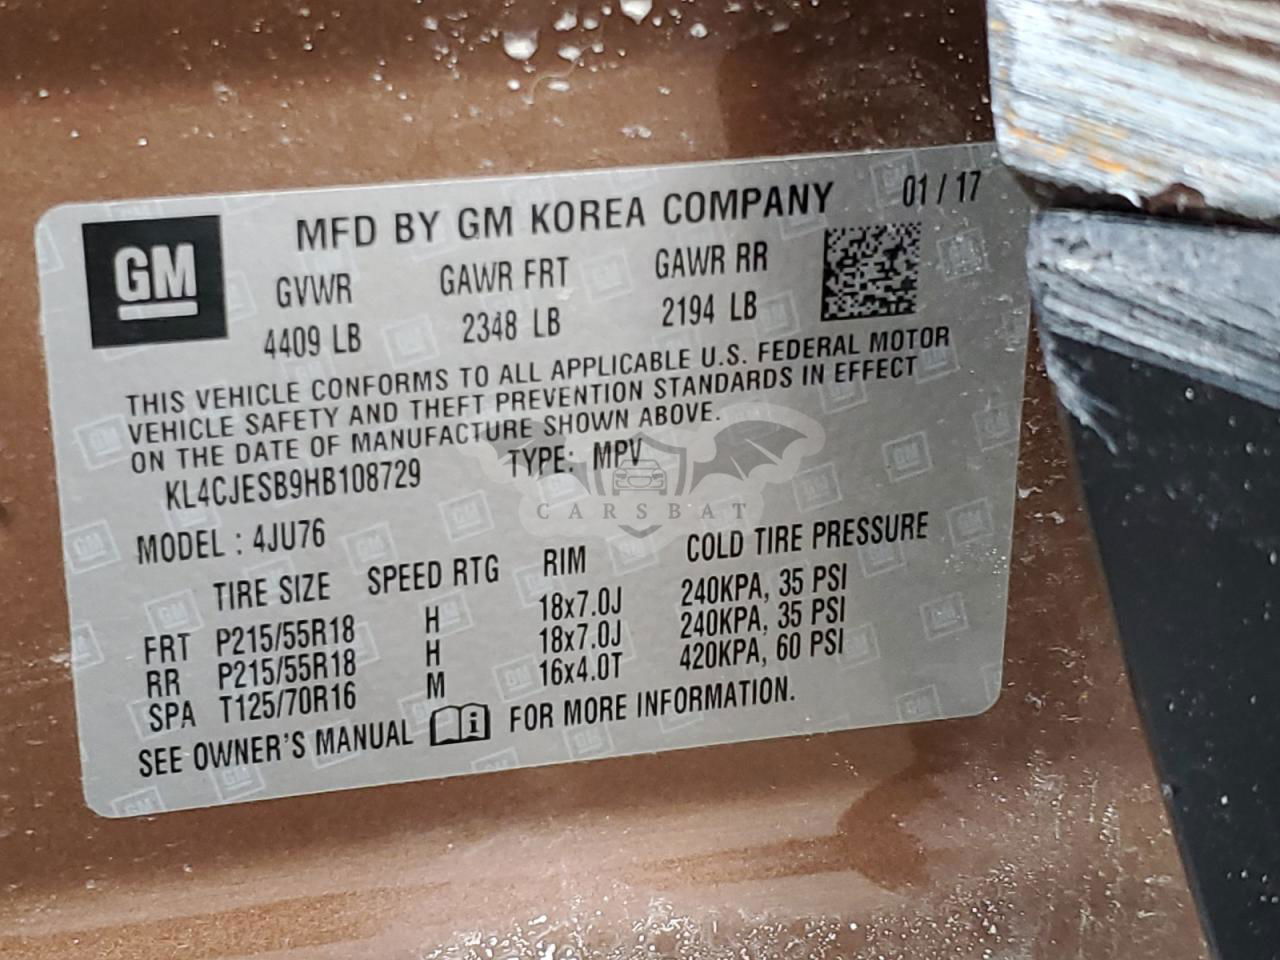 GM
MFD BY GM KOREA COMPANY 01 / 17
GVWR GAWR FRT GAWR RR
4409 LB 2348 LB 2194 LB
THIS VEHICLE CONFORMS TO ALL APPLICABLE U.S. FEDERAL MOTOR
VEHICLE SAFETY AND THEFT PREVENTION STANDARDS IN EFFECT
ON THE DATE OF MANUFACTURE SHOWN ABOVE.
KL4CJESB9HB108729 TYPE: MPV
CARSBAT
MODEL : 4JU76
TIRE SIZE SPEED RTG RIM COLD TIRE PRESSURE
FRT P215/55R18 H 18x7.0J 240KPA, 35 PSI
RR P215/55R18 H 18x7.0J 240KPA, 35 PSI
SPA T125/70R16 M 16x4.0T 420KPA, 60 PSI
SEE OWNER'S MANUAL FOR MORE INFORMATION.